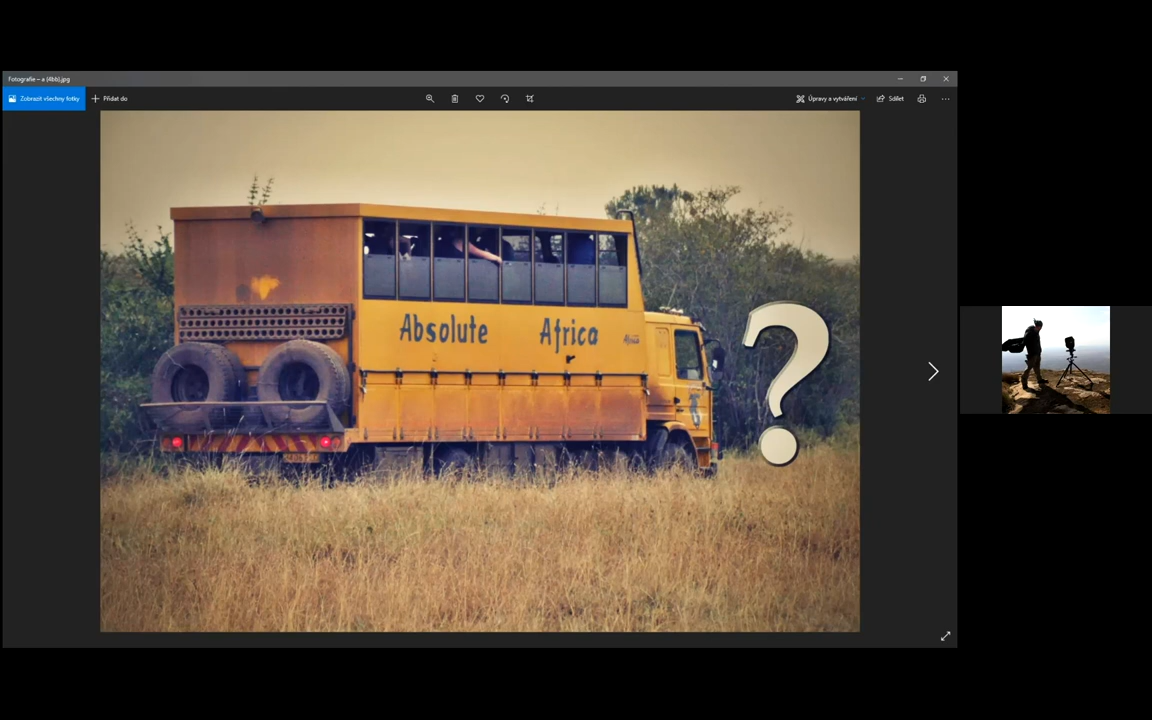 Fotografie – a (4bb).jpg
Zobrazit všechny fotky
Přidat do
Úpravy a vytváření
Sdílet
Absolute Africa
?